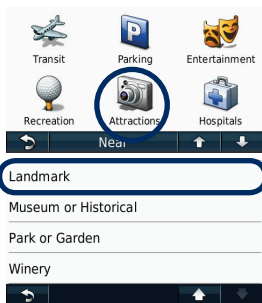 Transit Parking Entertainment
Recreation Attractions Hospitals
Near
Landmark
Museum or Historical
Park or Garden
Winery